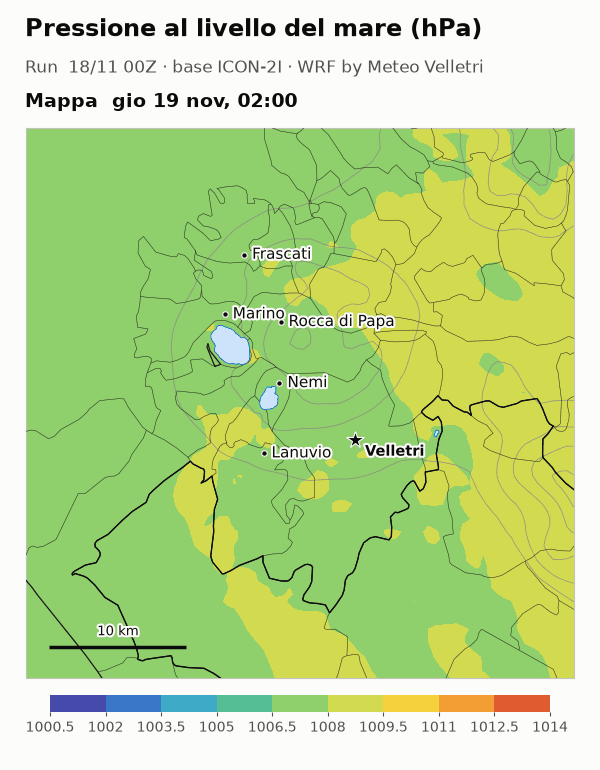 Pressione al livello del mare (hPa)
Run  18/11 00Z · base ICON-2I · WRF by Meteo Velletri
Mappa  gio 19 nov, 02:00
Frascati
Marino
Rocca di Papa
Nemi
Velletri
Lanuvio
10 km
1000.5 1002 1003.5 1005 1006.5 1008 1009.5 1011 1012.5 1014